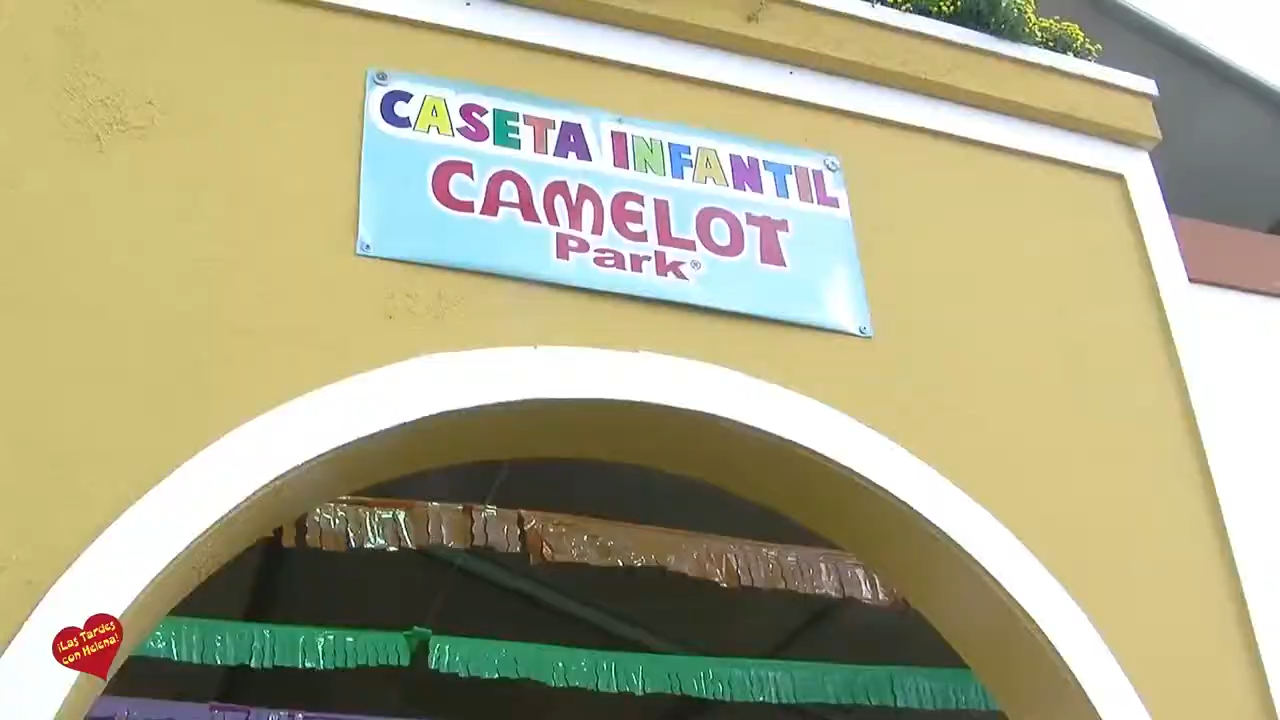 CASETA INFANTIL
CAMELOT
Park®
¡Las Tardes
con Helena!